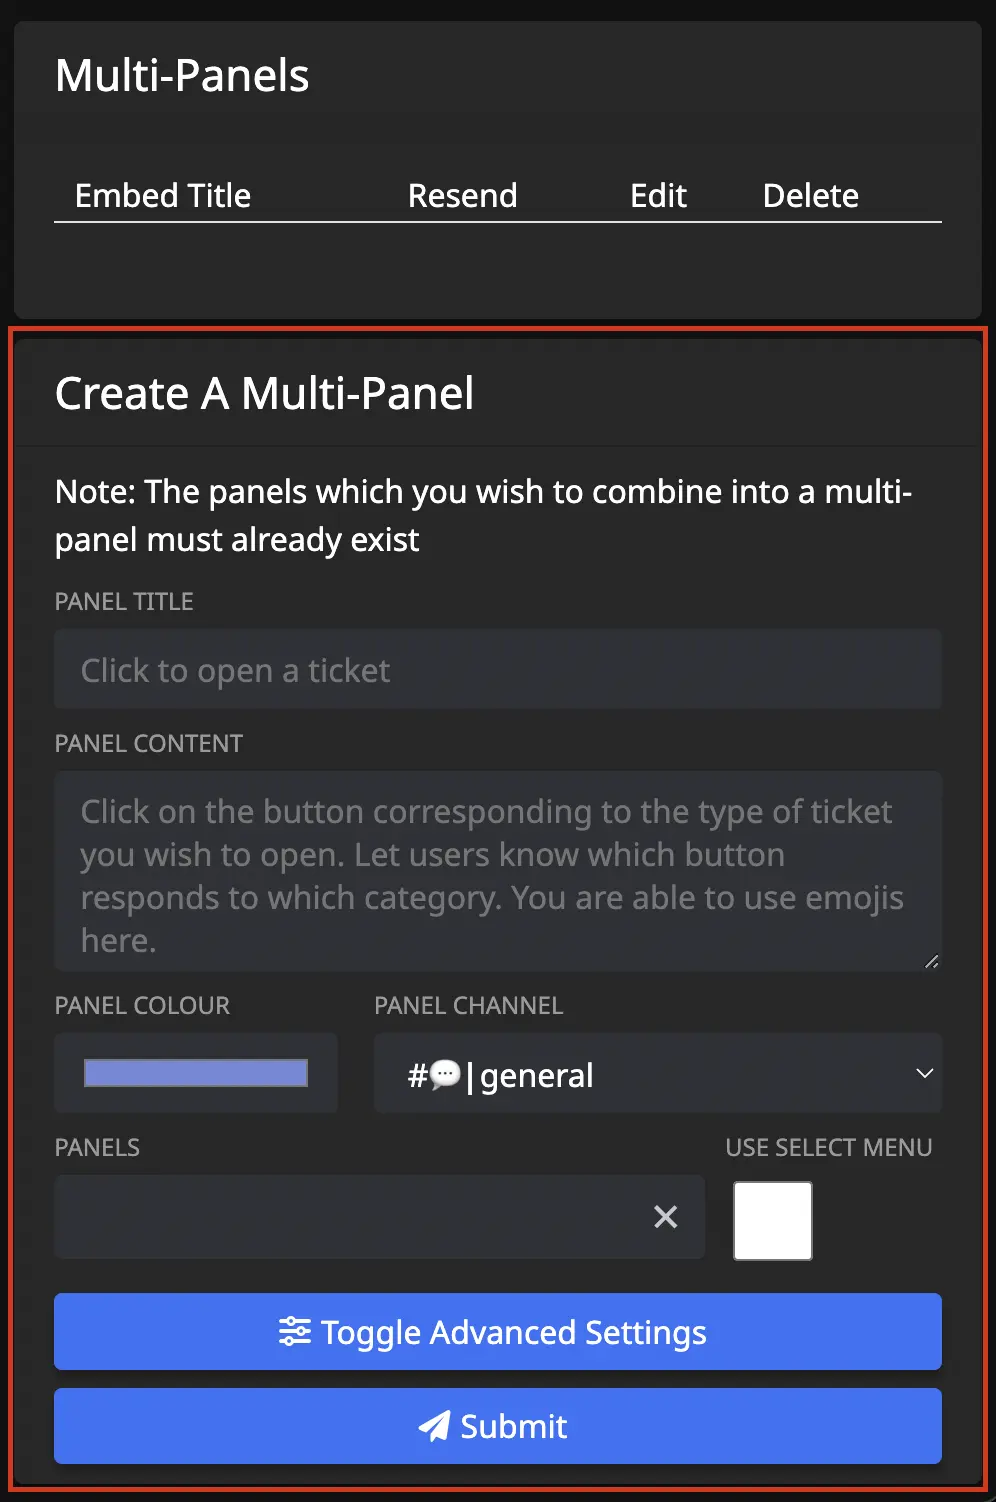 Multi-Panels
Embed Title Resend Edit Delete
Create A Multi-Panel
Note: The panels which you wish to combine into a multi-
panel must already exist
PANEL TITLE
Click to open a ticket
PANEL CONTENT
Click on the button corresponding to the type of ticket
you wish to open. Let users know which button
responds to which category. You are able to use emojis
here.
PANEL COLOUR PANEL CHANNEL
#💬|general
PANELS USE SELECT MENU
Toggle Advanced Settings
Submit